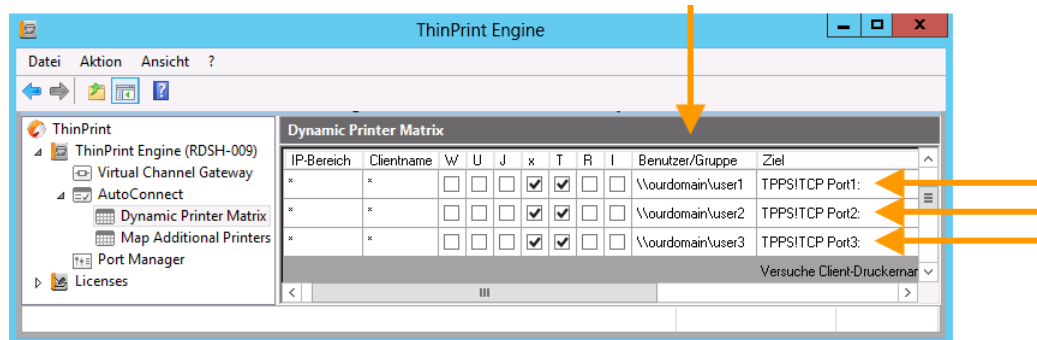 ThinPrint Engine
Datei Aktion Ansicht ?
ThinPrint
ThinPrint Engine (RDSH-009)
Virtual Channel Gateway
AutoConnect
Dynamic Printer Matrix
Map Additional Printers
Port Manager
Licenses
Dynamic Printer Matrix
IP-Bereich Clientname W U J x T R I Benutzer/Gruppe Ziel
* * \\ourdomain\user1 TPPS!TCP Port1:
* * \\ourdomain\user2 TPPS!TCP Port2:
* * \\ourdomain\user3 TPPS!TCP Port3:
Versuche Client-Druckernar